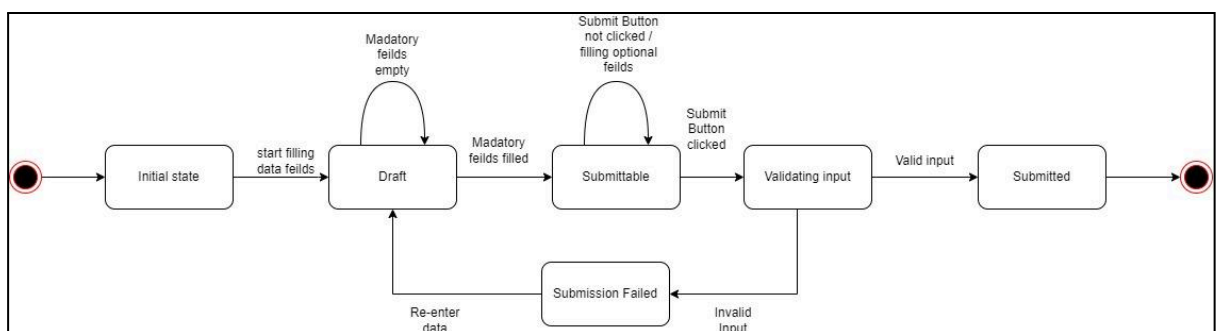 Madatory
feilds
empty
Submit Button
not clicked /
filling optional
feilds
start filling
data feilds
Madatory
feilds filled
Submit
Button
clicked
Valid input
Initial state
Draft
Submittable
Validating input
Submitted
Submission Failed
Re-enter
data
Invalid
Input